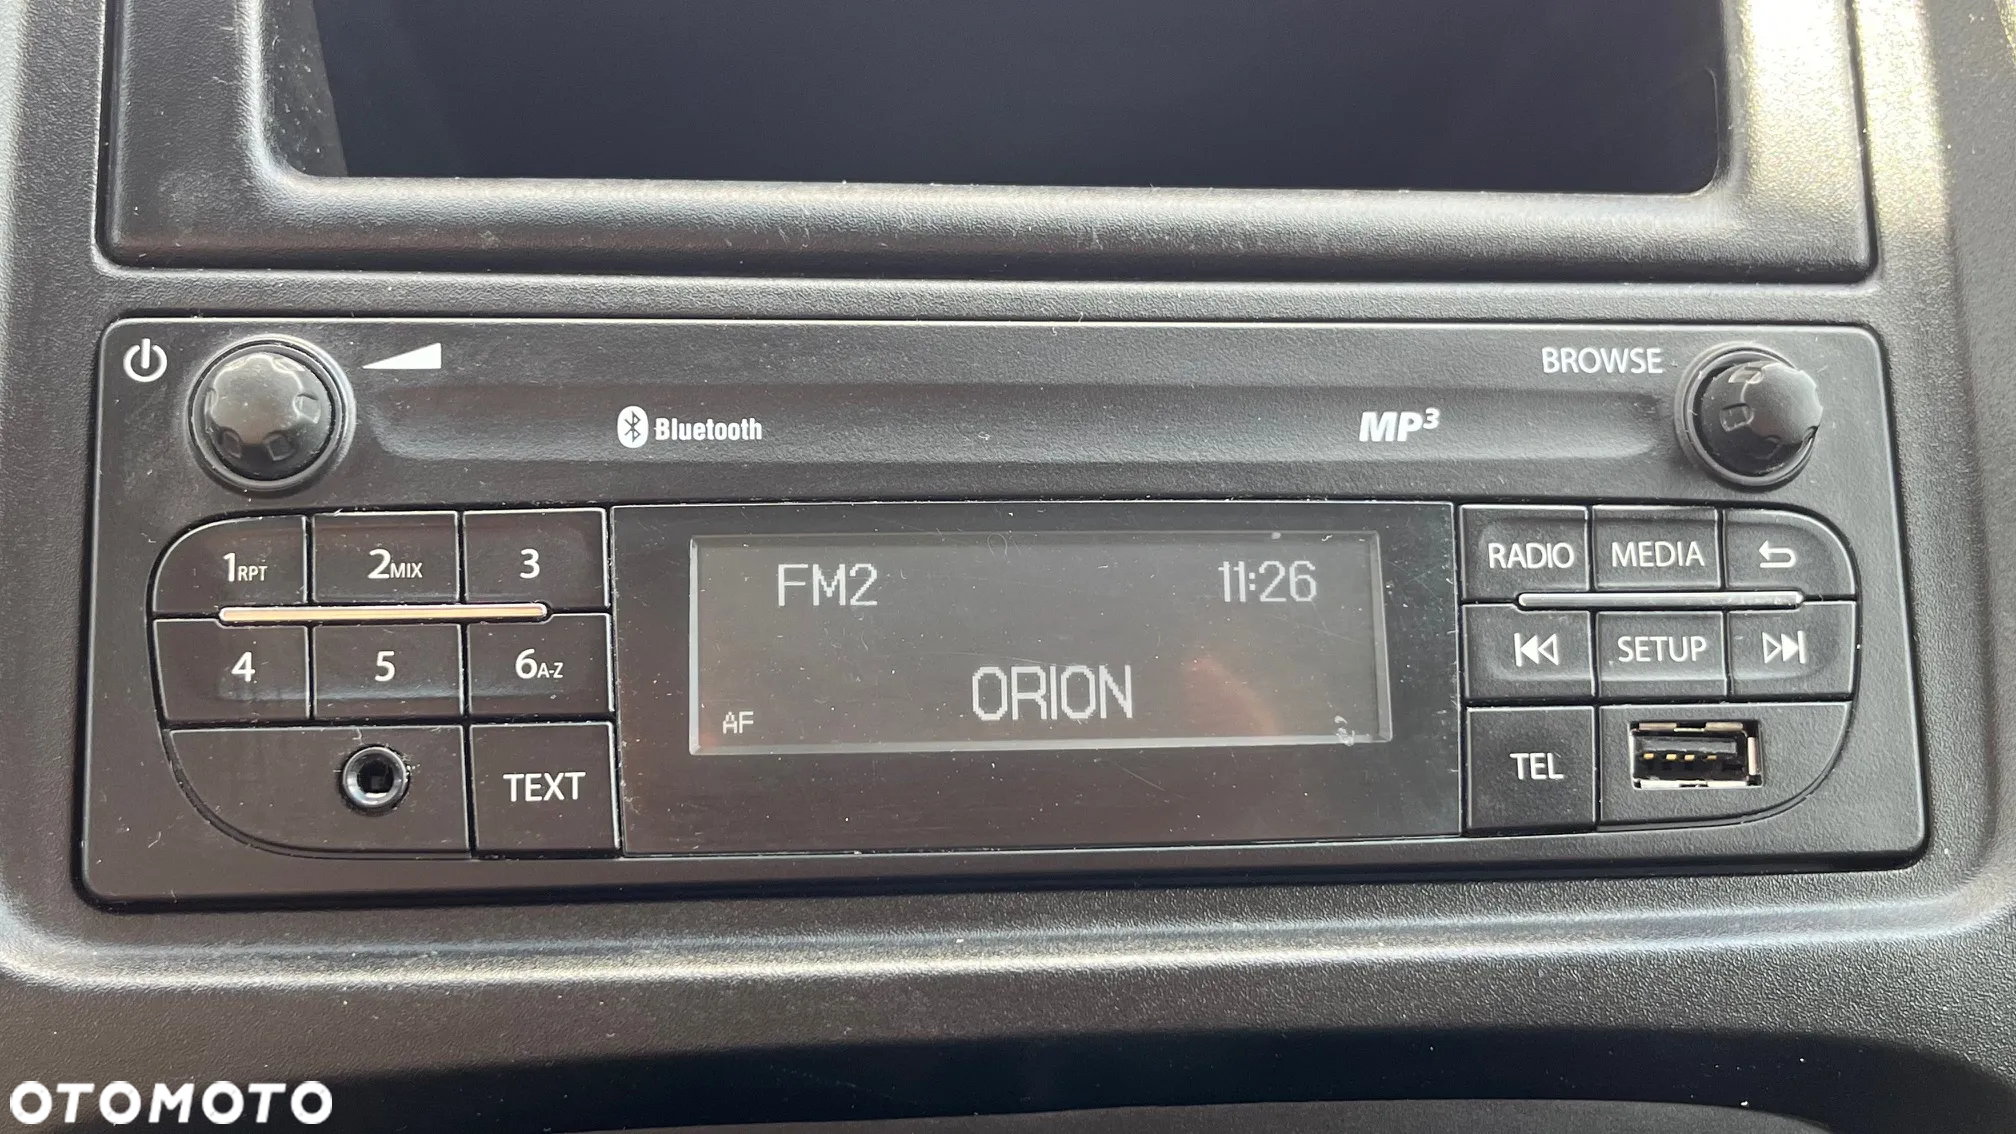 BROWSE
Bluetooth
MP3
1RPT 2MIX 3
FM2 11:26
RADIO MEDIA
4 5 6A-Z
ORION
SETUP
AF
TEXT
TEL
OTOMOTO